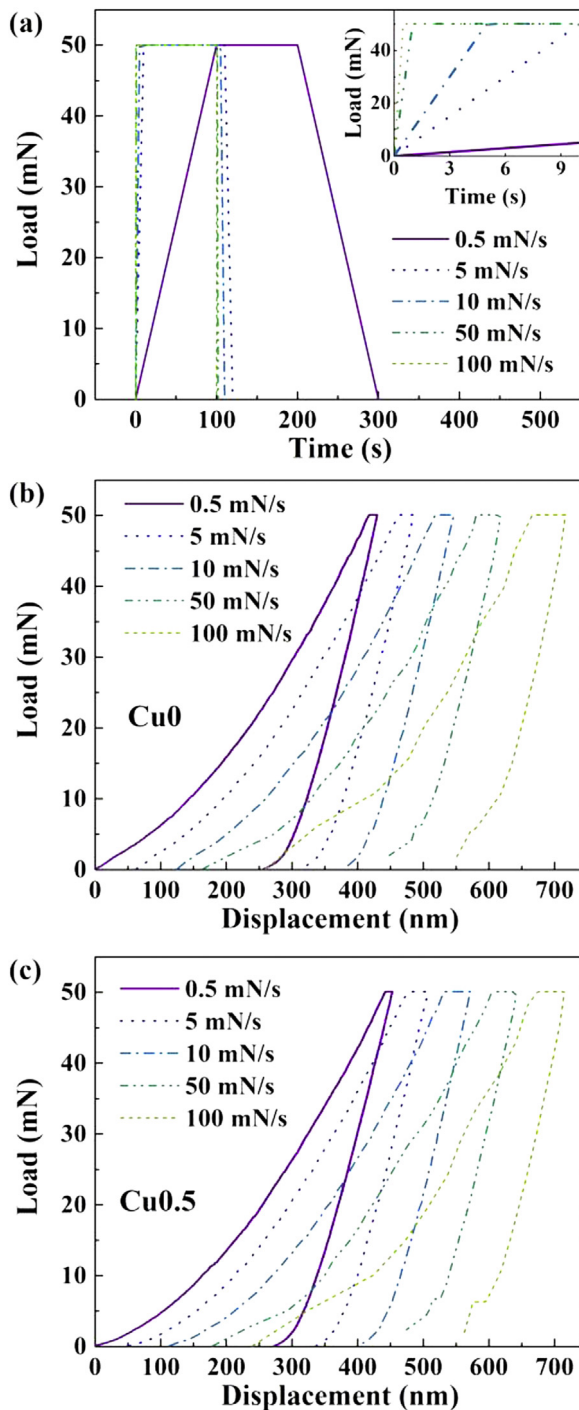 (a)
50
40
30
20
10
0
Load (mN)
0 100 200 300 400 500
Time (s)
40
20
0
Load (mN)
0 3 6 9
Time (s)
0.5 mN/s
5 mN/s
10 mN/s
50 mN/s
100 mN/s
(b)
60
50
40
30
20
10
0
Load (mN)
0.5 mN/s
5 mN/s
10 mN/s
50 mN/s
100 mN/s
Cu0
0 100 200 300 400 500 600 700
Displacement (nm)
(c)
60
50
40
30
20
10
0
Load (mN)
0.5 mN/s
5 mN/s
10 mN/s
50 mN/s
100 mN/s
Cu0.5
0 100 200 300 400 500 600 700
Displacement (nm)